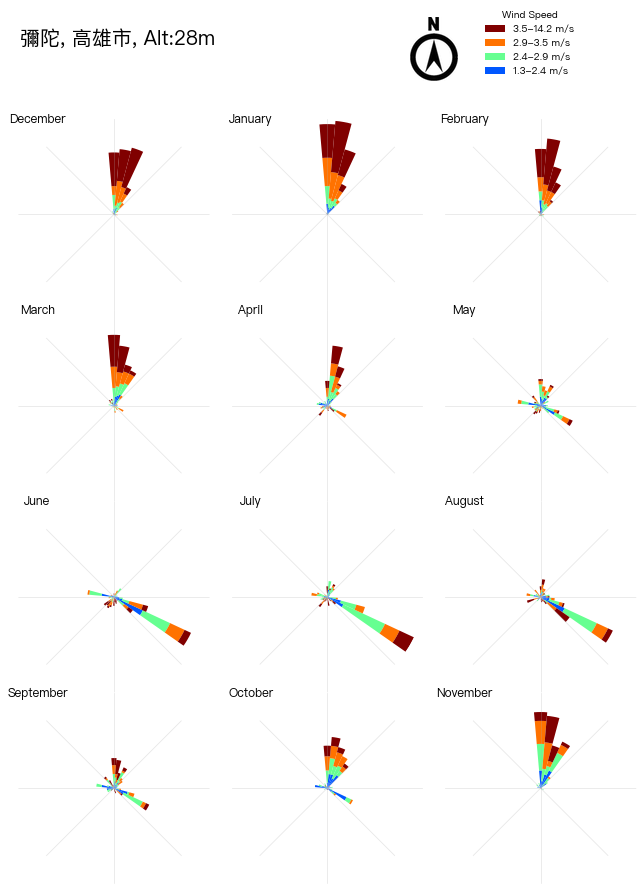 彌陀, 高雄市, Alt:28m
N
Wind Speed
3.5–14.2 m/s
2.9–3.5 m/s
2.4–2.9 m/s
1.3–2.4 m/s
December
January
February
March
April
May
June
July
August
September
October
November